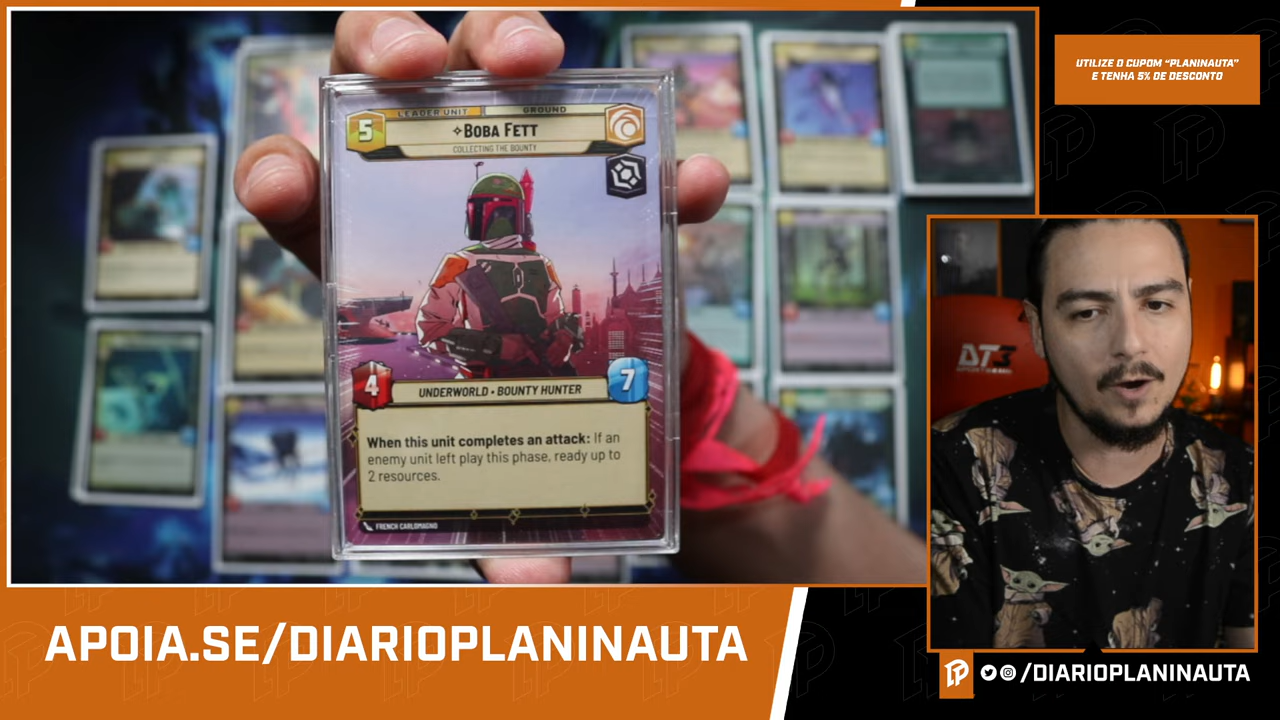 UTILIZE O CUPOM “PLANINAUTA”
E TENHA 5% DE DESCONTO
LEADER UNIT
GROUND
5
BOBA FETT
COLLECTING THE BOUNTY
4
UNDERWORLD • BOUNTY HUNTER
7
When this unit completes an attack: If an
enemy unit left play this phase, ready up to
2 resources.
FRENCH CARLOMAGNO
DT3
APOIA.SE/DIARIOPLANINAUTA
/DIARIOPLANINAUTA